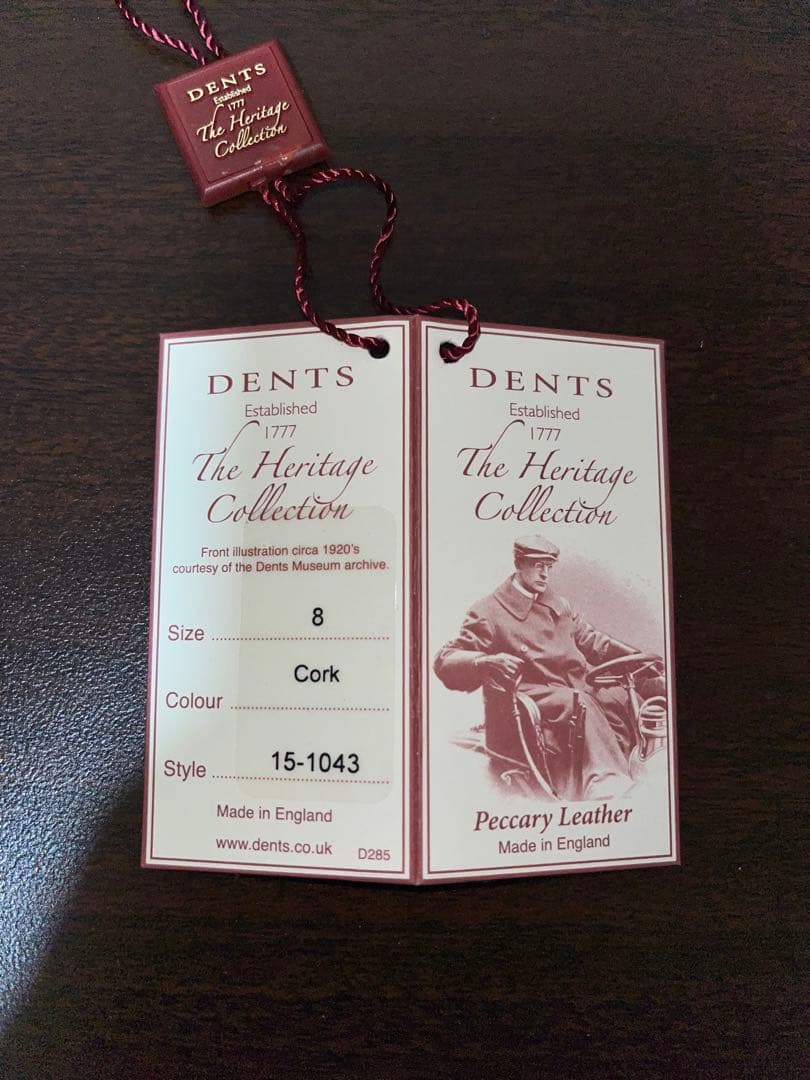 DENTS
Established
1777
The Heritage
Collection
DENTS
Established
1777
The Heritage
Collection
Front illustration circa 1920's
courtesy of the Dents Museum archive.
Size 8
Colour Cork
Style 15-1043
Made in England
www.dents.co.uk D285
DENTS
Established
1777
The Heritage
Collection
Peccary Leather
Made in England